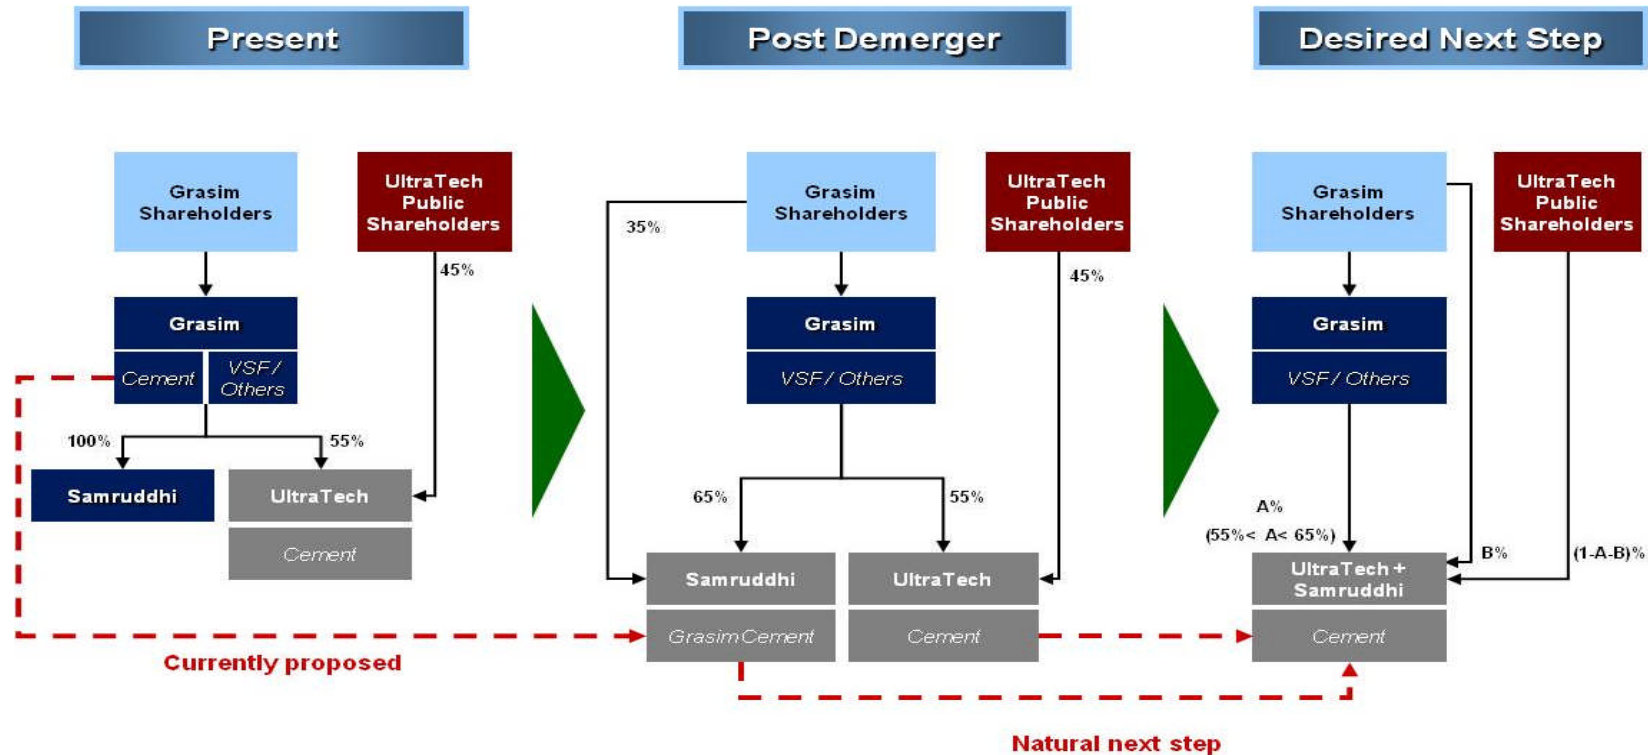 Present
Post Demerger
Desired Next Step
Grasim
Shareholders
UltraTech
Public
Shareholders
45%
Grasim
Cement
VSF /
Others
100%
55%
Samruddhi
UltraTech
Cement
Currently proposed
Grasim
Shareholders
UltraTech
Public
Shareholders
35%
45%
Grasim
VSF / Others
65%
55%
Samruddhi
UltraTech
Grasim Cement
Cement
Grasim
Shareholders
UltraTech
Public
Shareholders
Grasim
VSF / Others
A%
(55%< A< 65%)
B%
(1-A-B)%
UltraTech +
Samruddhi
Cement
Natural next step